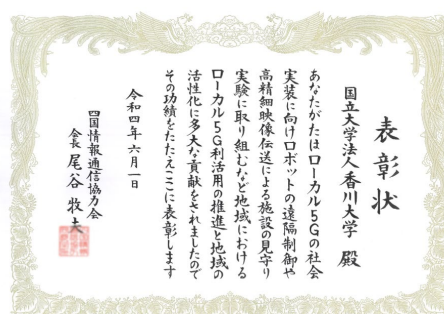 表彰状
国立大学法人香川大学 殿
あなたがたはローカル5Gの社会
実装に向けロボットの遠隔制御や
高精細映像伝送による施設の見守り
実験に取り組むなど地域における
ローカル5G利活用の推進と地域の
活性化に多大な貢献をされましたので
その功績をたたえここに表彰します
令和四年六月一日
四国情報通信協力会
会長 尾谷牧夫